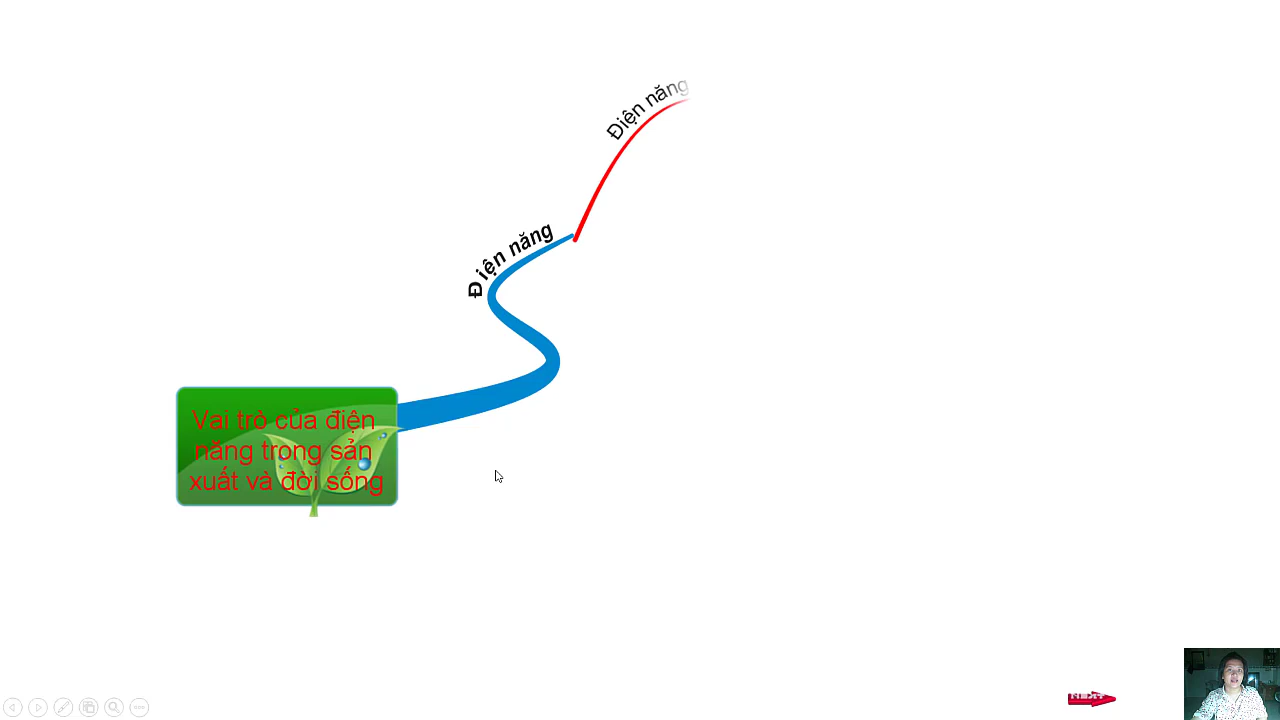 Điện năng
Điện năng
Vai trò của điện
năng trong sản
xuất và đời sống